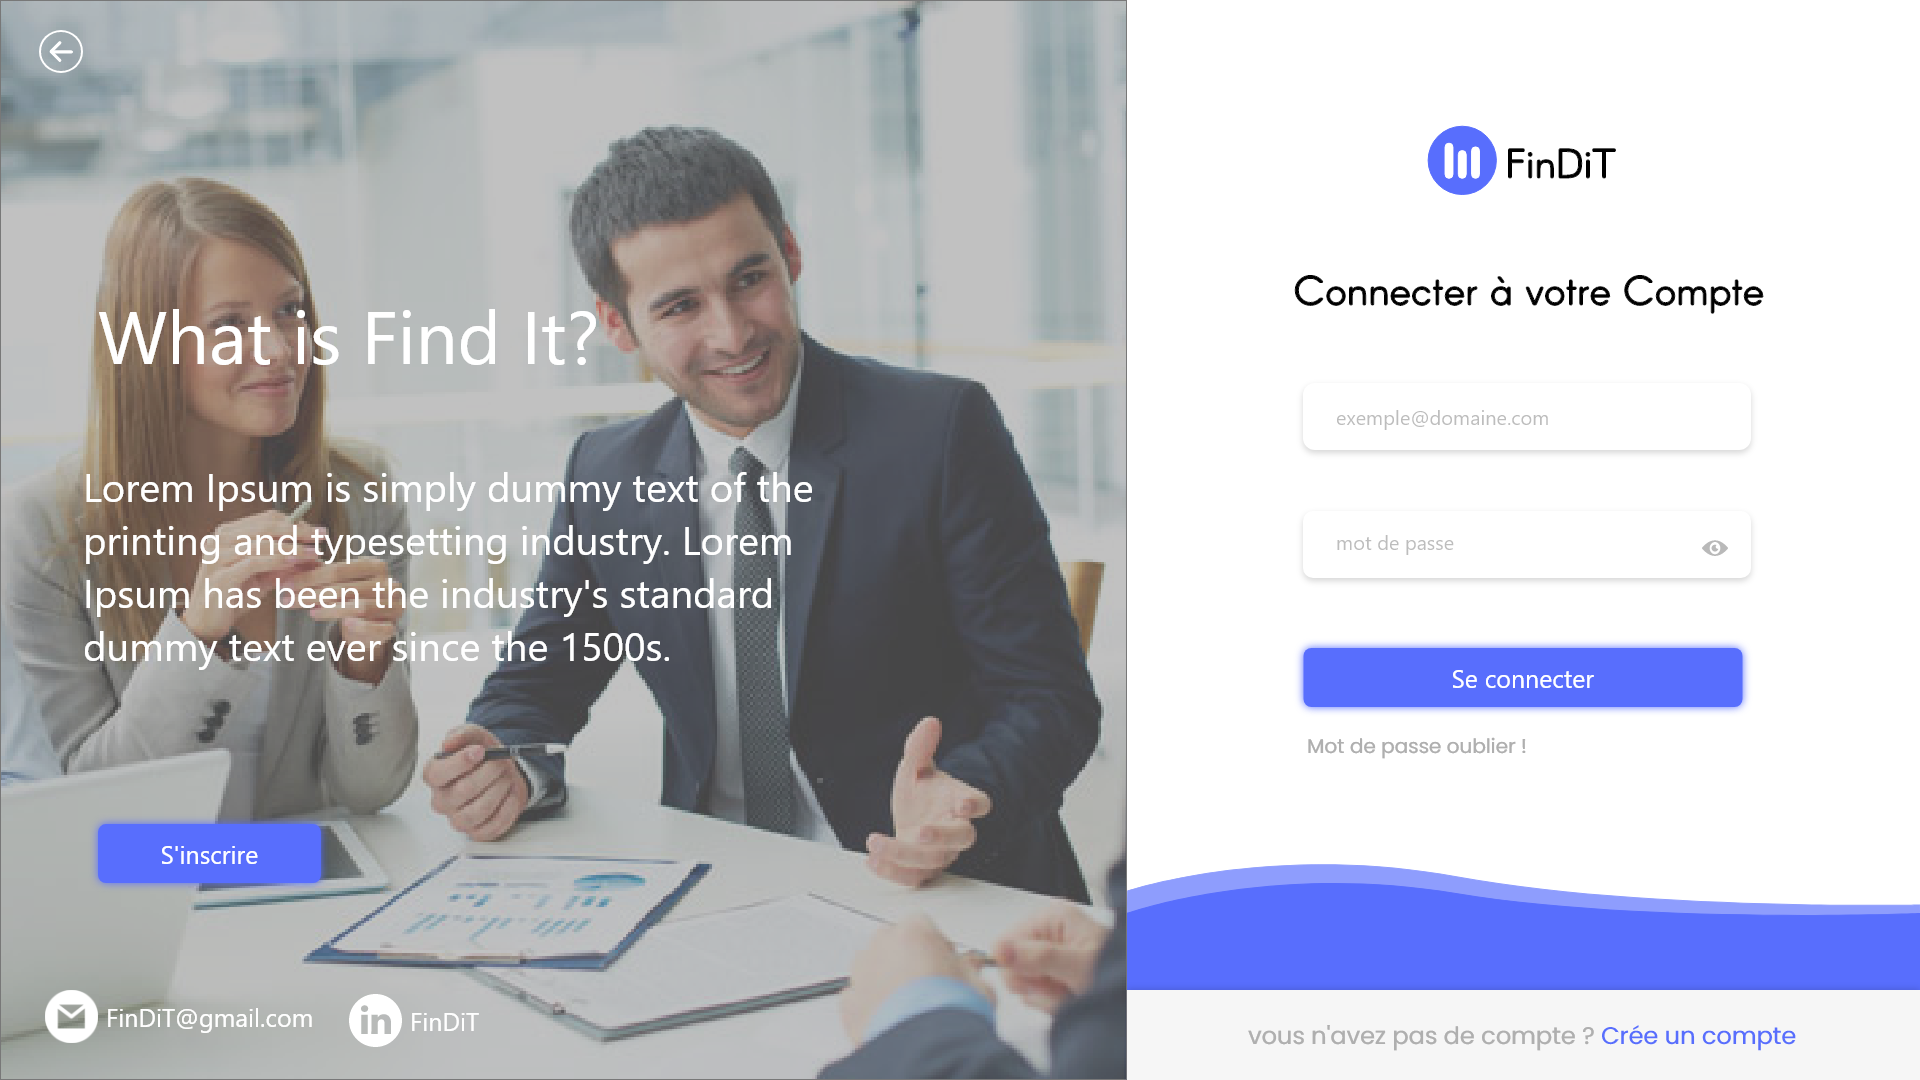 What is Find It?
Lorem Ipsum is simply dummy text of the
printing and typesetting industry. Lorem
Ipsum has been the industry's standard
dummy text ever since the 1500s.
S'inscrire
FinDiT@gmail.com
in FinDiT
FinDiT
Connecter à votre Compte
exemple@domaine.com
mot de passe
Se connecter
Mot de passe oublier !
vous n'avez pas de compte ? Crée un compte